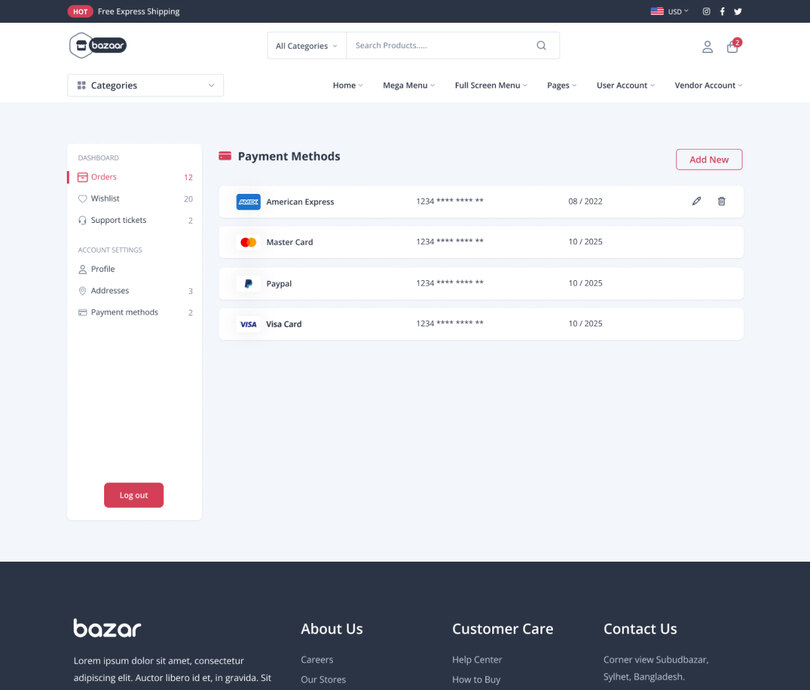 HOT Free Express Shipping USD
bazaar All Categories Search Products..... 2
Categories Home Mega Menu Full Screen Menu Pages User Account Vendor Account
DASHBOARD
Orders 12
Wishlist 20
Support tickets 2
ACCOUNT SETTINGS
Profile
Addresses 3
Payment methods 2
Log out
Payment Methods Add New
AMEX American Express 1234 **** **** ** 08 / 2022
Master Card 1234 **** **** ** 10 / 2025
Paypal 1234 **** **** ** 10 / 2025
VISA Visa Card 1234 **** **** ** 10 / 2025
bazar
Lorem ipsum dolor sit amet, consectetur
adipiscing elit. Auctor libero id et, in gravida. Sit
About Us
Careers
Our Stores
Customer Care
Help Center
How to Buy
Contact Us
Corner view Subudbazar,
Sylhet, Bangladesh.